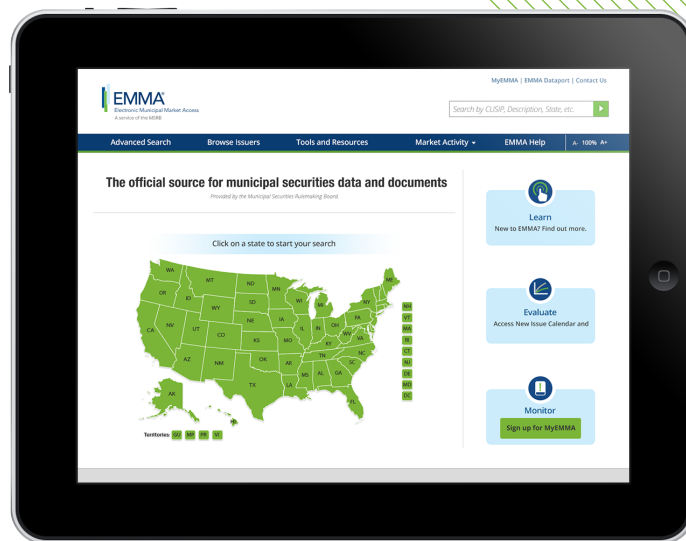 MyEMMA | EMMA Dataport | Contact Us
EMMA®
Electronic Municipal Market Access
A service of the MSRB
Search by CUSIP, Description, State, etc.
Advanced Search
Browse Issuers
Tools and Resources
Market Activity
EMMA Help
A- 100% A+
The official source for municipal securities data and documents
Provided by the Municipal Securities Rulemaking Board.
Click on a state to start your search
WA
MT
ND
MN
ME
OR
ID
WY
SD
WI
MI
NY
NH
VT
NV
UT
CO
NE
IA
IL
IN
OH
PA
MA
CA
KS
MO
KY
WV
VA
RI
CT
AZ
NM
OK
AR
TN
NC
NJ
SC
DE
TX
LA
MS
AL
GA
MD
AK
FL
DC
HI
Territories: GU MP PR VI
Learn
New to EMMA? Find out more.
Evaluate
Access New Issue Calendar and
Monitor
Sign up for MyEMMA